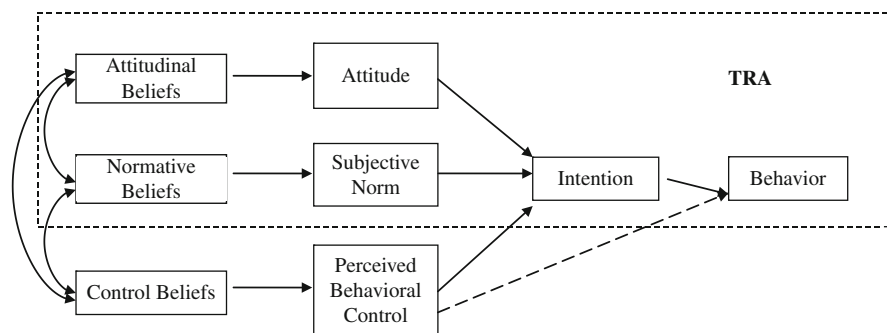 Attitudinal
Beliefs
Attitude
TRA
Normative
Beliefs
Subjective
Norm
Intention
Behavior
Control Beliefs
Perceived
Behavioral
Control